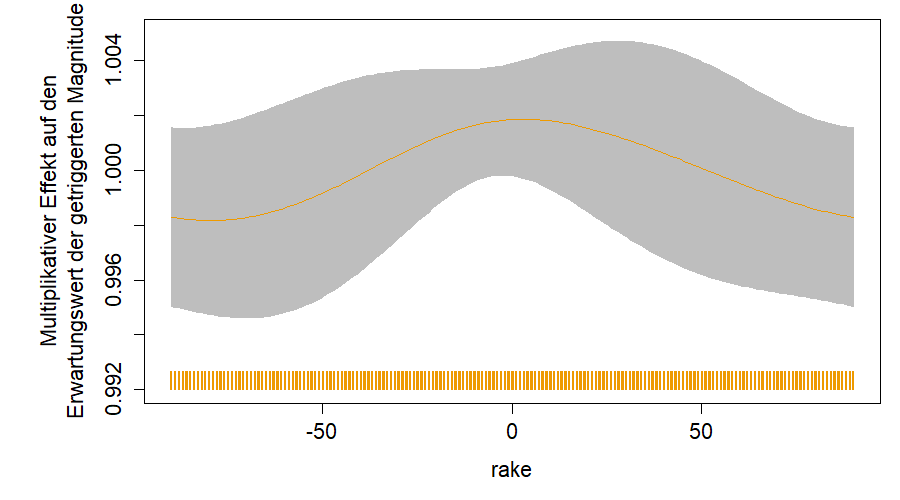 Multiplikativer Effekt auf den
Erwartungswert der getriggerten Magnitude
1.004
1.000
0.996
0.992
-50 0 50
rake